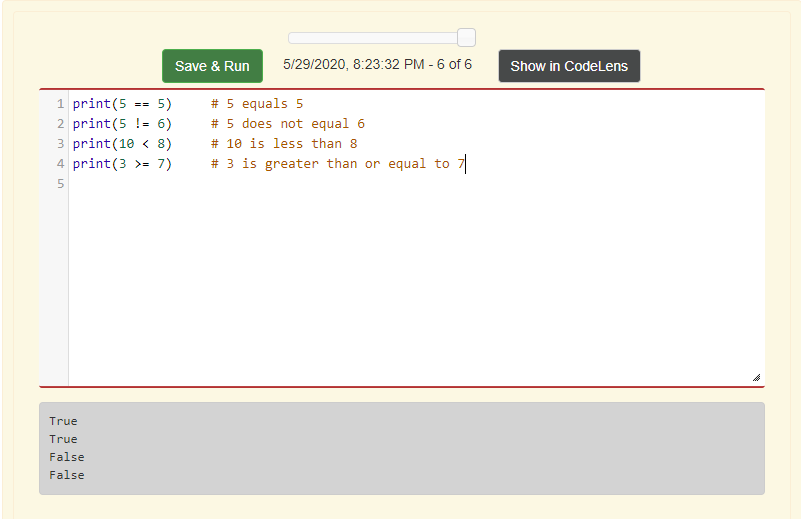 Save & Run 5/29/2020, 8:23:32 PM - 6 of 6 Show in CodeLens
1 print(5 == 5)     # 5 equals 5
2 print(5 != 6)     # 5 does not equal 6
3 print(10 < 8)     # 10 is less than 8
4 print(3 >= 7)     # 3 is greater than or equal to 7
5
True
True
False
False